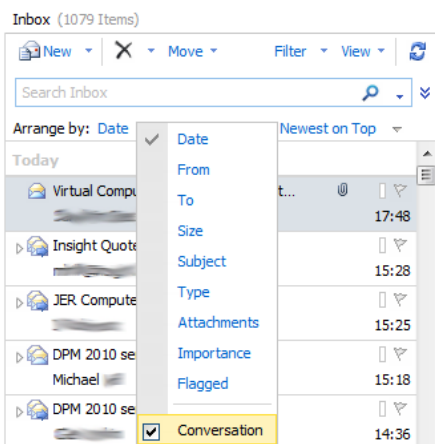 Inbox (1079 Items)
New Move Filter View
Search Inbox
Arrange by: Date Newest on Top
Date
From
To
Size
Subject
Type
Attachments
Importance
Flagged
Conversation
Today
Virtual Compu t...
17:48
Insight Quote
15:28
JER Compute
15:25
DPM 2010 se
Michael 15:18
DPM 2010 se
14:36